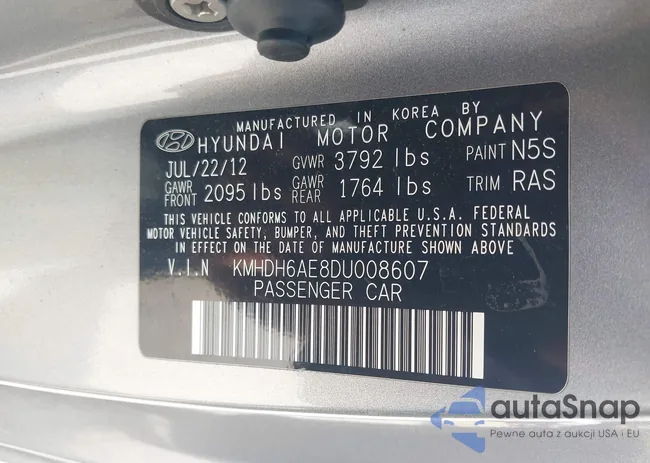 MANUFACTURED IN KOREA BY
HYUNDAI MOTOR COMPANY
JUL/22/12 GVWR 3792 lbs PAINT N5S
GAWR FRONT 2095 lbs GAWR REAR 1764 lbs TRIM RAS
THIS VEHICLE CONFORMS TO ALL APPLICABLE U.S.A. FEDERAL
MOTOR VEHICLE SAFETY, BUMPER, AND THEFT PREVENTION STANDARDS
IN EFFECT ON THE DATE OF MANUFACTURE SHOWN ABOVE
V.I.N KMHDH6AE8DU008607
PASSENGER CAR
autaSnap
Pewne auta z aukcji USA i EU